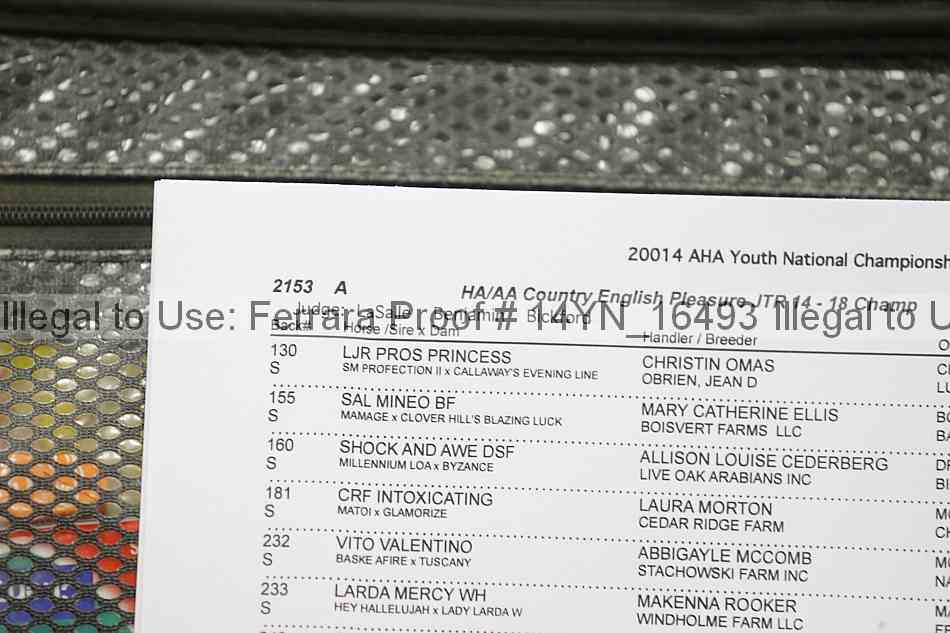 20014 AHA Youth National Championsh
2153 A HA/AA Country English Pleasure JTR 14 - 18 Champ
Judge: LaSalle Benjamin Bickford
Illegal to Use: Ferrara Proof # 14YN_16493 Illegal to U
Back# Horse /Sire x Dam Handler / Breeder O
130 LJR PROS PRINCESS CHRISTIN OMAS
S SM PROFECTION II x CALLAWAY'S EVENING LINE OBRIEN, JEAN D LU
155 SAL MINEO BF MARY CATHERINE ELLIS BO
S MAMAGE x CLOVER HILL'S BLAZING LUCK BOISVERT FARMS LLC BA
160 SHOCK AND AWE DSF ALLISON LOUISE CEDERBERG
S MILLENNIUM LOA x BYZANCE LIVE OAK ARABIANS INC
181 CRF INTOXICATING LAURA MORTON
S MATOI x GLAMORIZE CEDAR RIDGE FARM
232 VITO VALENTINO ABBIGAYLE MCCOMB
S BASKE AFIRE x TUSCANY STACHOWSKI FARM INC
233 LARDA MERCY WH MAKENNA ROOKER
S HEY HALLELUJAH x LADY LARDA W WINDHOLME FARMS LLC